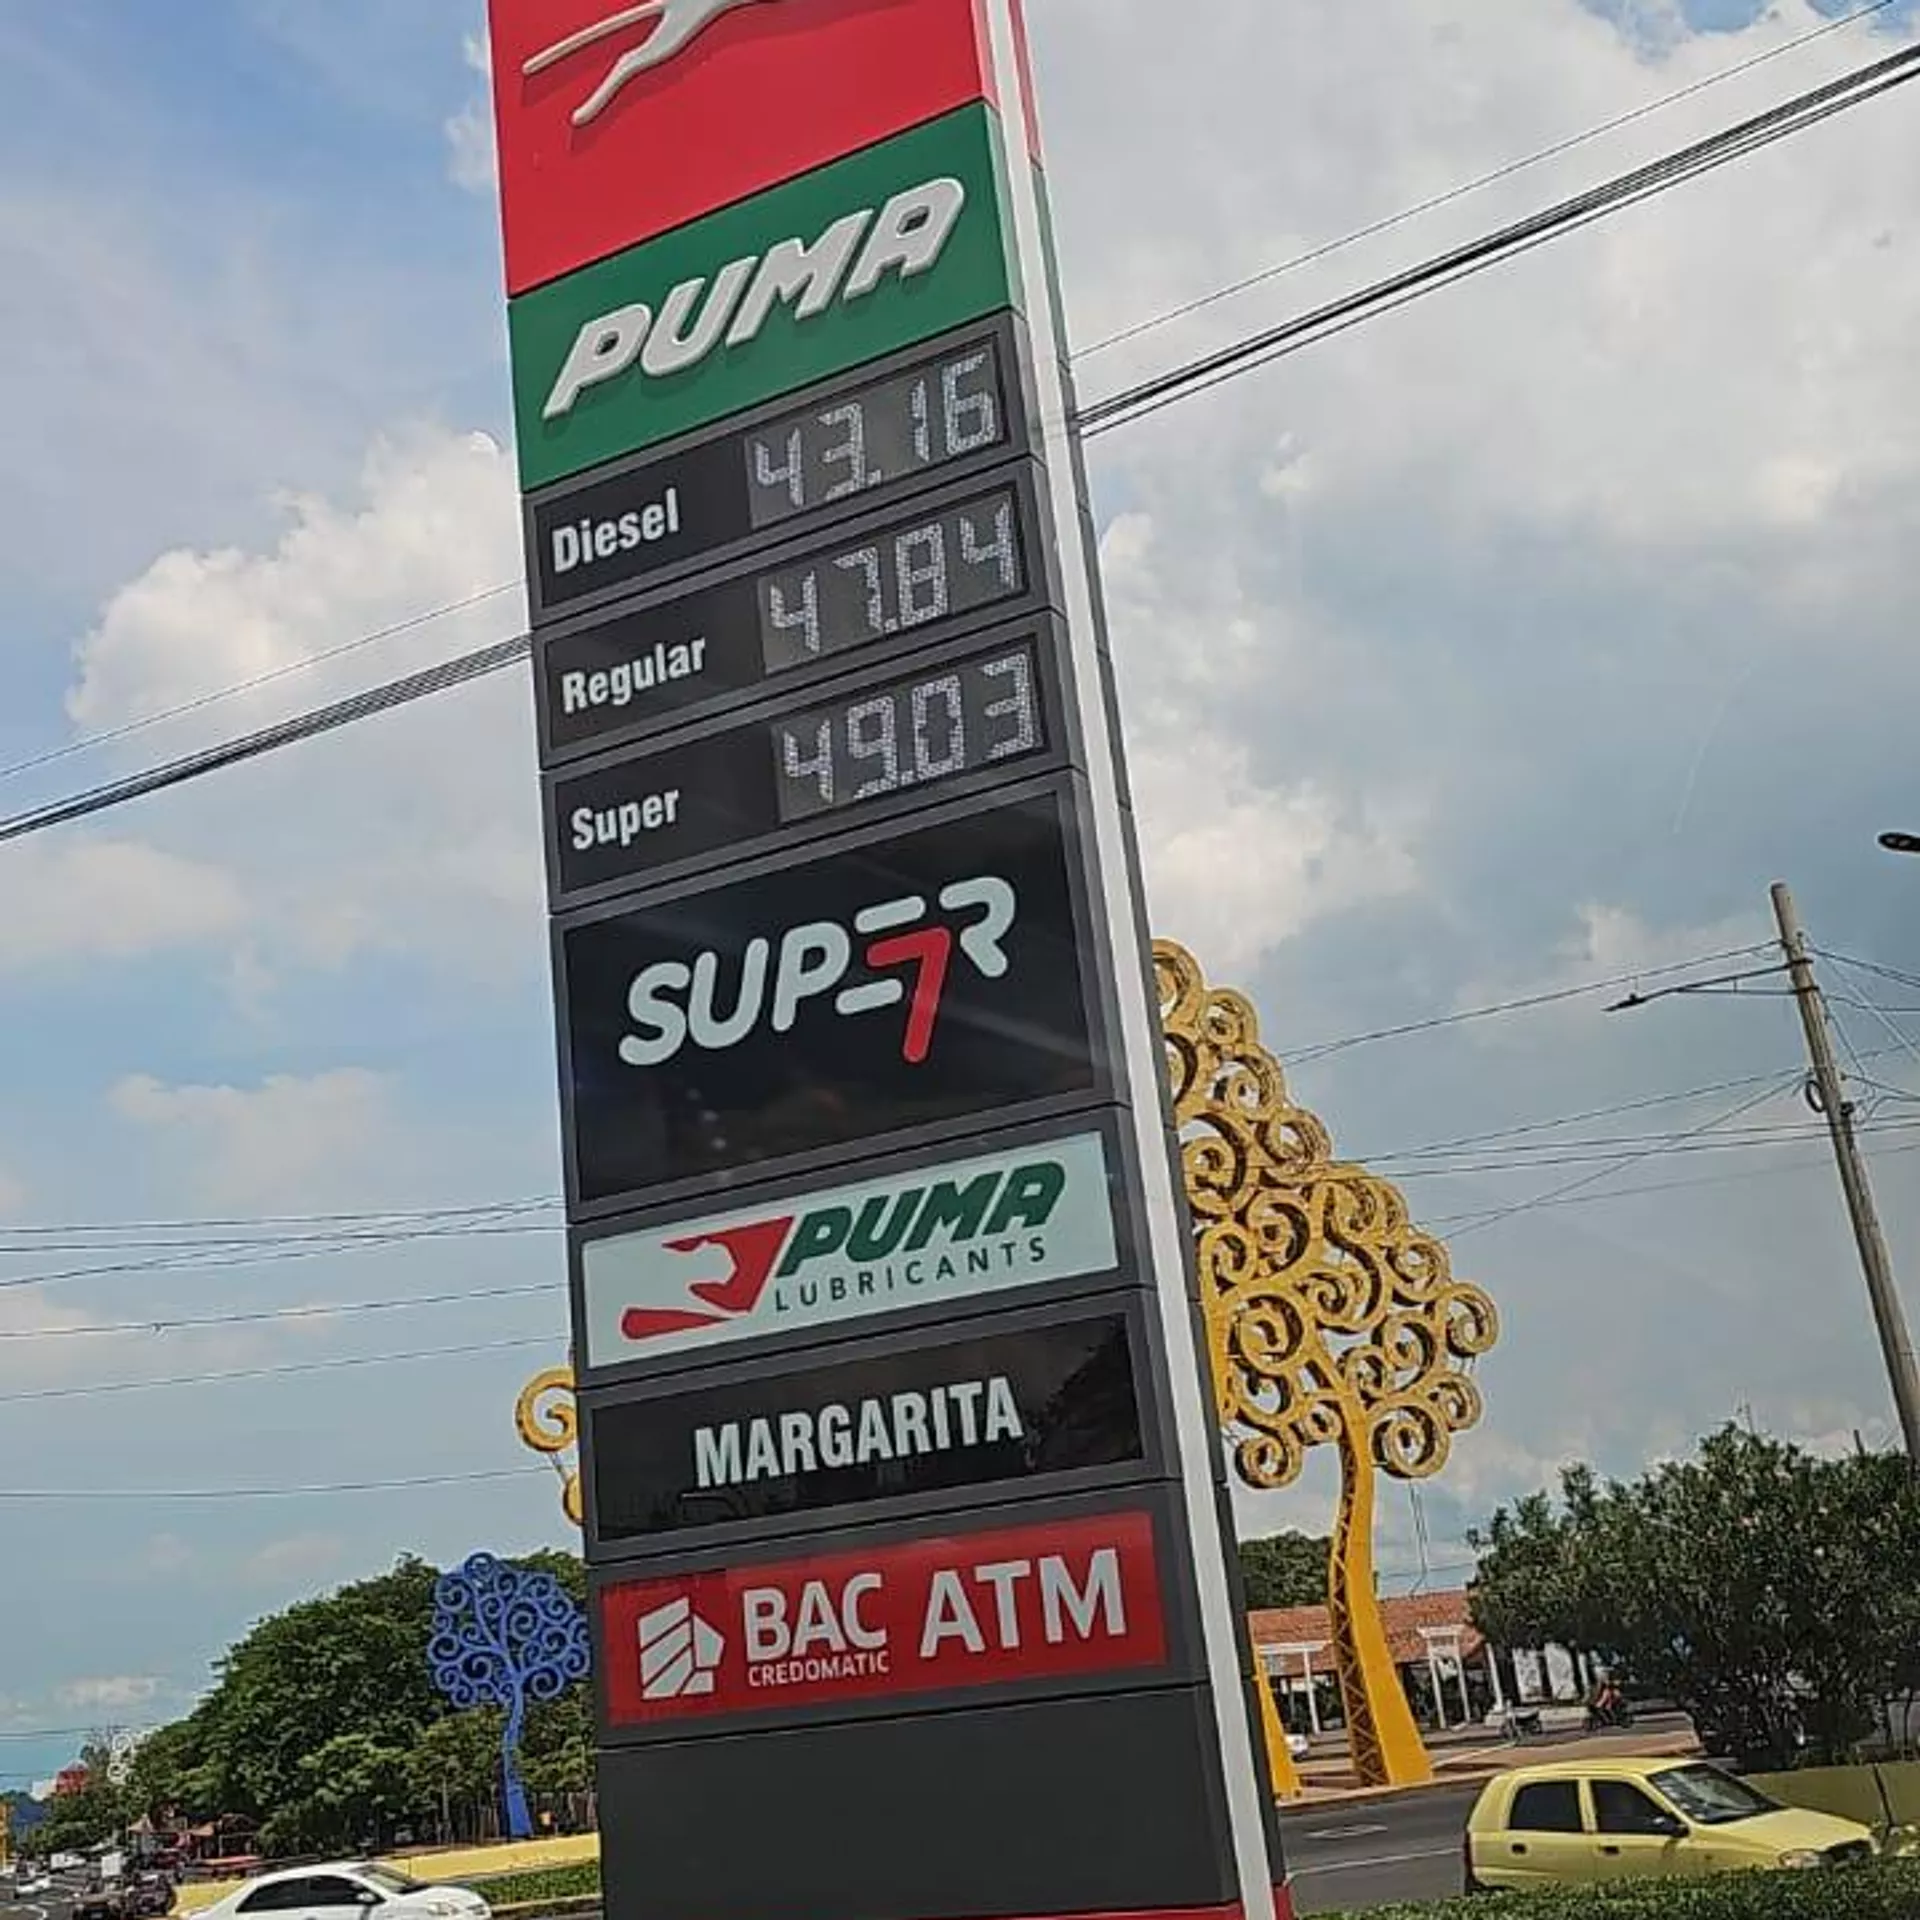 PUMA
Diesel 43.16
Regular 47.84
Super 49.03
SUPER7
PUMA
LUBRICANTS
MARGARITA
BAC ATM
CREDOMATIC